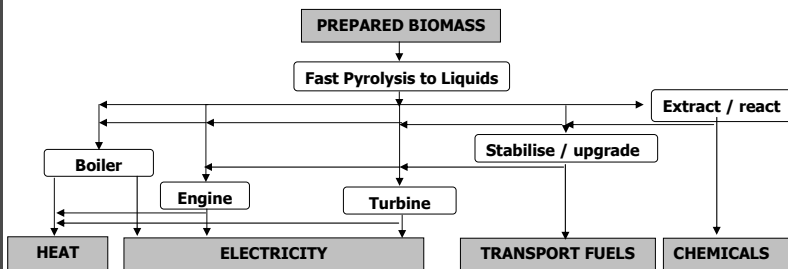 PREPARED BIOMASS
Fast Pyrolysis to Liquids
Extract / react
Stabilise / upgrade
Boiler
Engine
Turbine
HEAT
ELECTRICITY
TRANSPORT FUELS
CHEMICALS